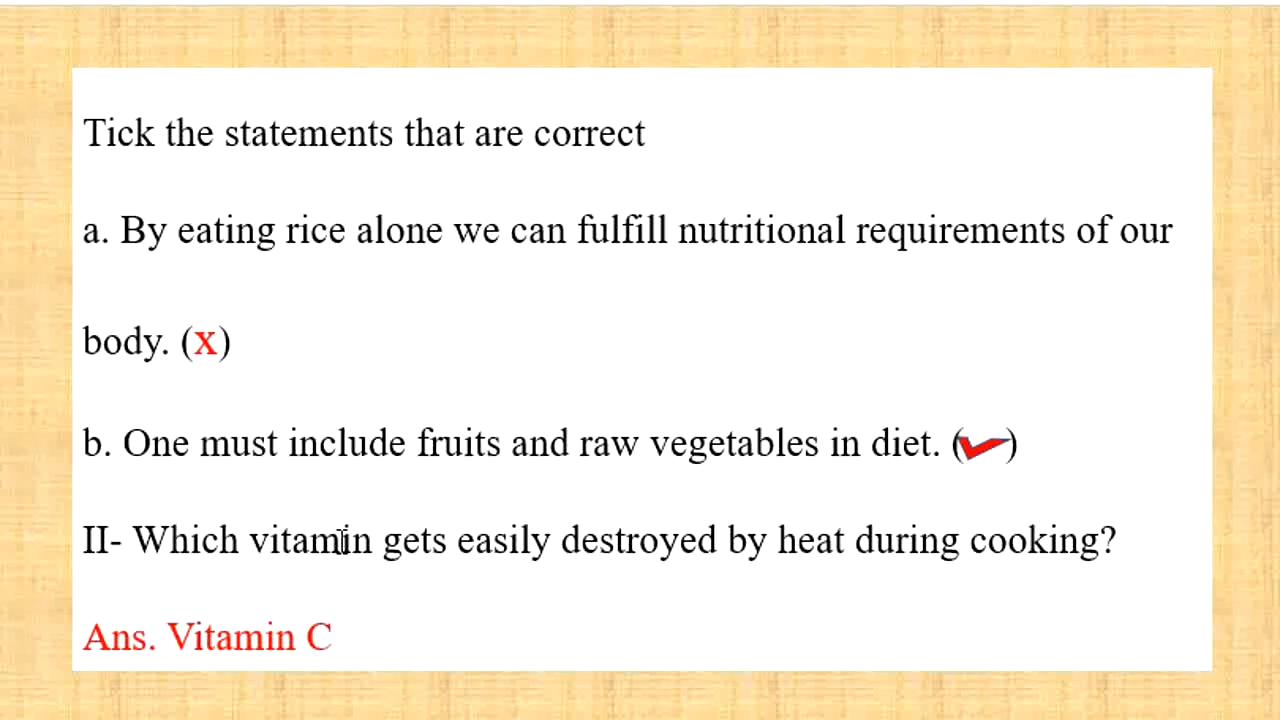 Tick the statements that are correct
a. By eating rice alone we can fulfill nutritional requirements of our
body. (x)
b. One must include fruits and raw vegetables in diet. (✓)
II- Which vitamin gets easily destroyed by heat during cooking?
Ans. Vitamin C